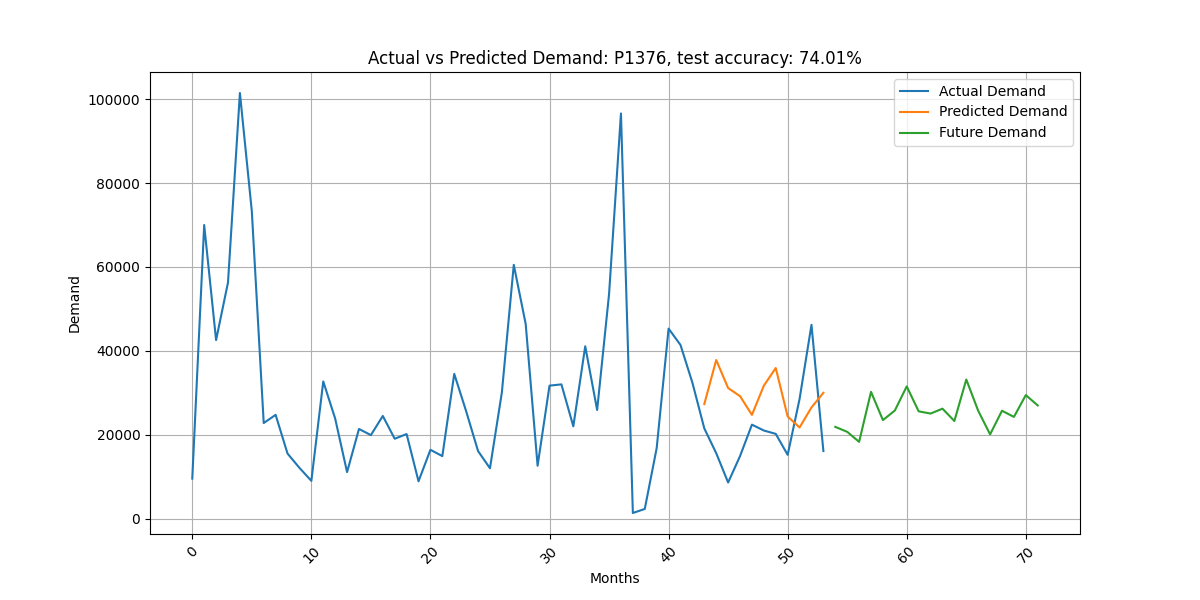 Actual vs Predicted Demand: P1376, test accuracy: 74.01%
Actual Demand
Predicted Demand
Future Demand
Demand
100000
80000
60000
40000
20000
0
0 10 20 30 40 50 60 70
Months